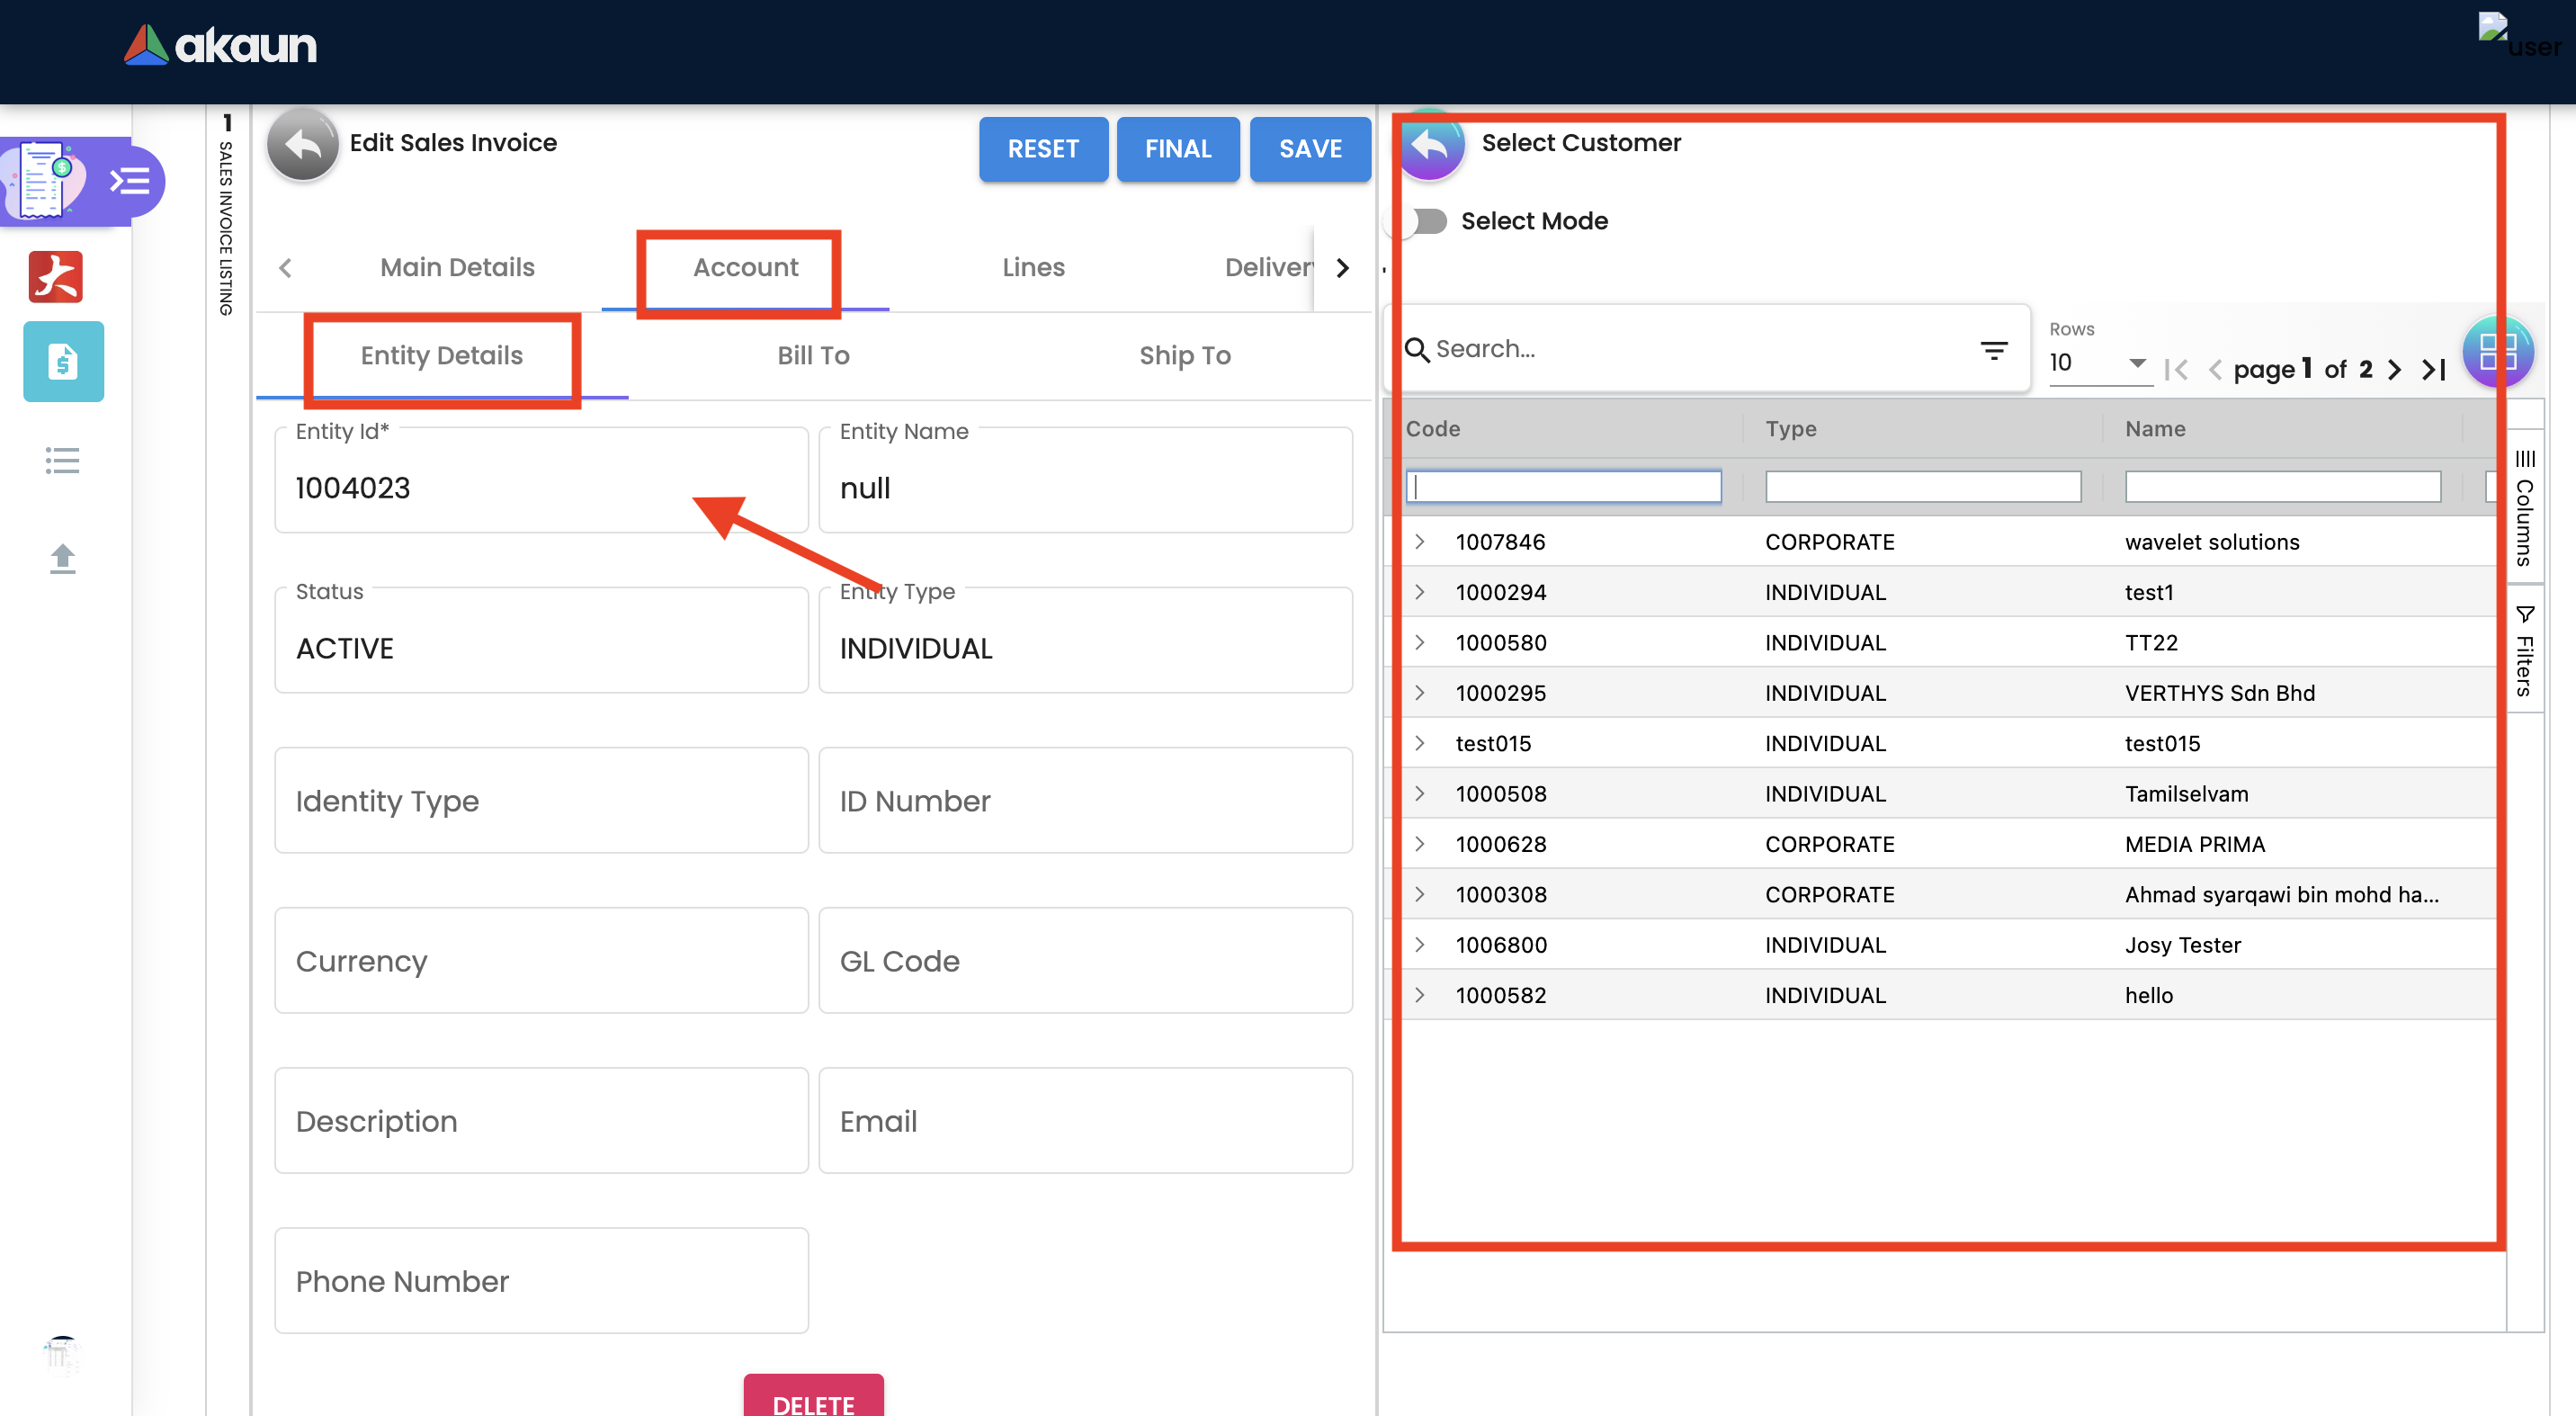 akaun
user
1 SALES INVOICE LISTING
Edit Sales Invoice
RESET
FINAL
SAVE
Main Details
Account
Lines
Delivery
Entity Details
Bill To
Ship To
Entity Id*
1004023
Entity Name
null
Status
ACTIVE
Entity Type
INDIVIDUAL
Identity Type
ID Number
Currency
GL Code
Description
Email
Phone Number
DELETE
Select Customer
Select Mode
Search...
Rows
10
page 1 of 2
Code Type Name
1007846 CORPORATE wavelet solutions
1000294 INDIVIDUAL test1
1000580 INDIVIDUAL TT22
1000295 INDIVIDUAL VERTHYS Sdn Bhd
test015 INDIVIDUAL test015
1000508 INDIVIDUAL Tamilselvam
1000628 CORPORATE MEDIA PRIMA
1000308 CORPORATE Ahmad syarqawi bin mohd ha...
1006800 INDIVIDUAL Josy Tester
1000582 INDIVIDUAL hello
Columns
Filters